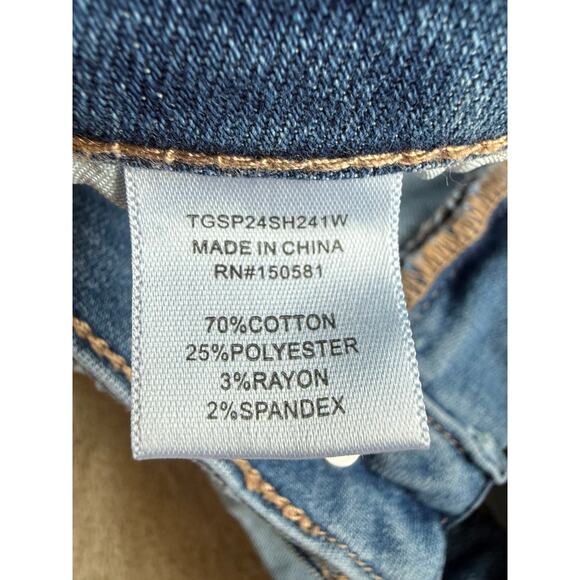 TGSP24SH241W
MADE IN CHINA
RN#150581
70%COTTON
25%POLYESTER
3%RAYON
2%SPANDEX